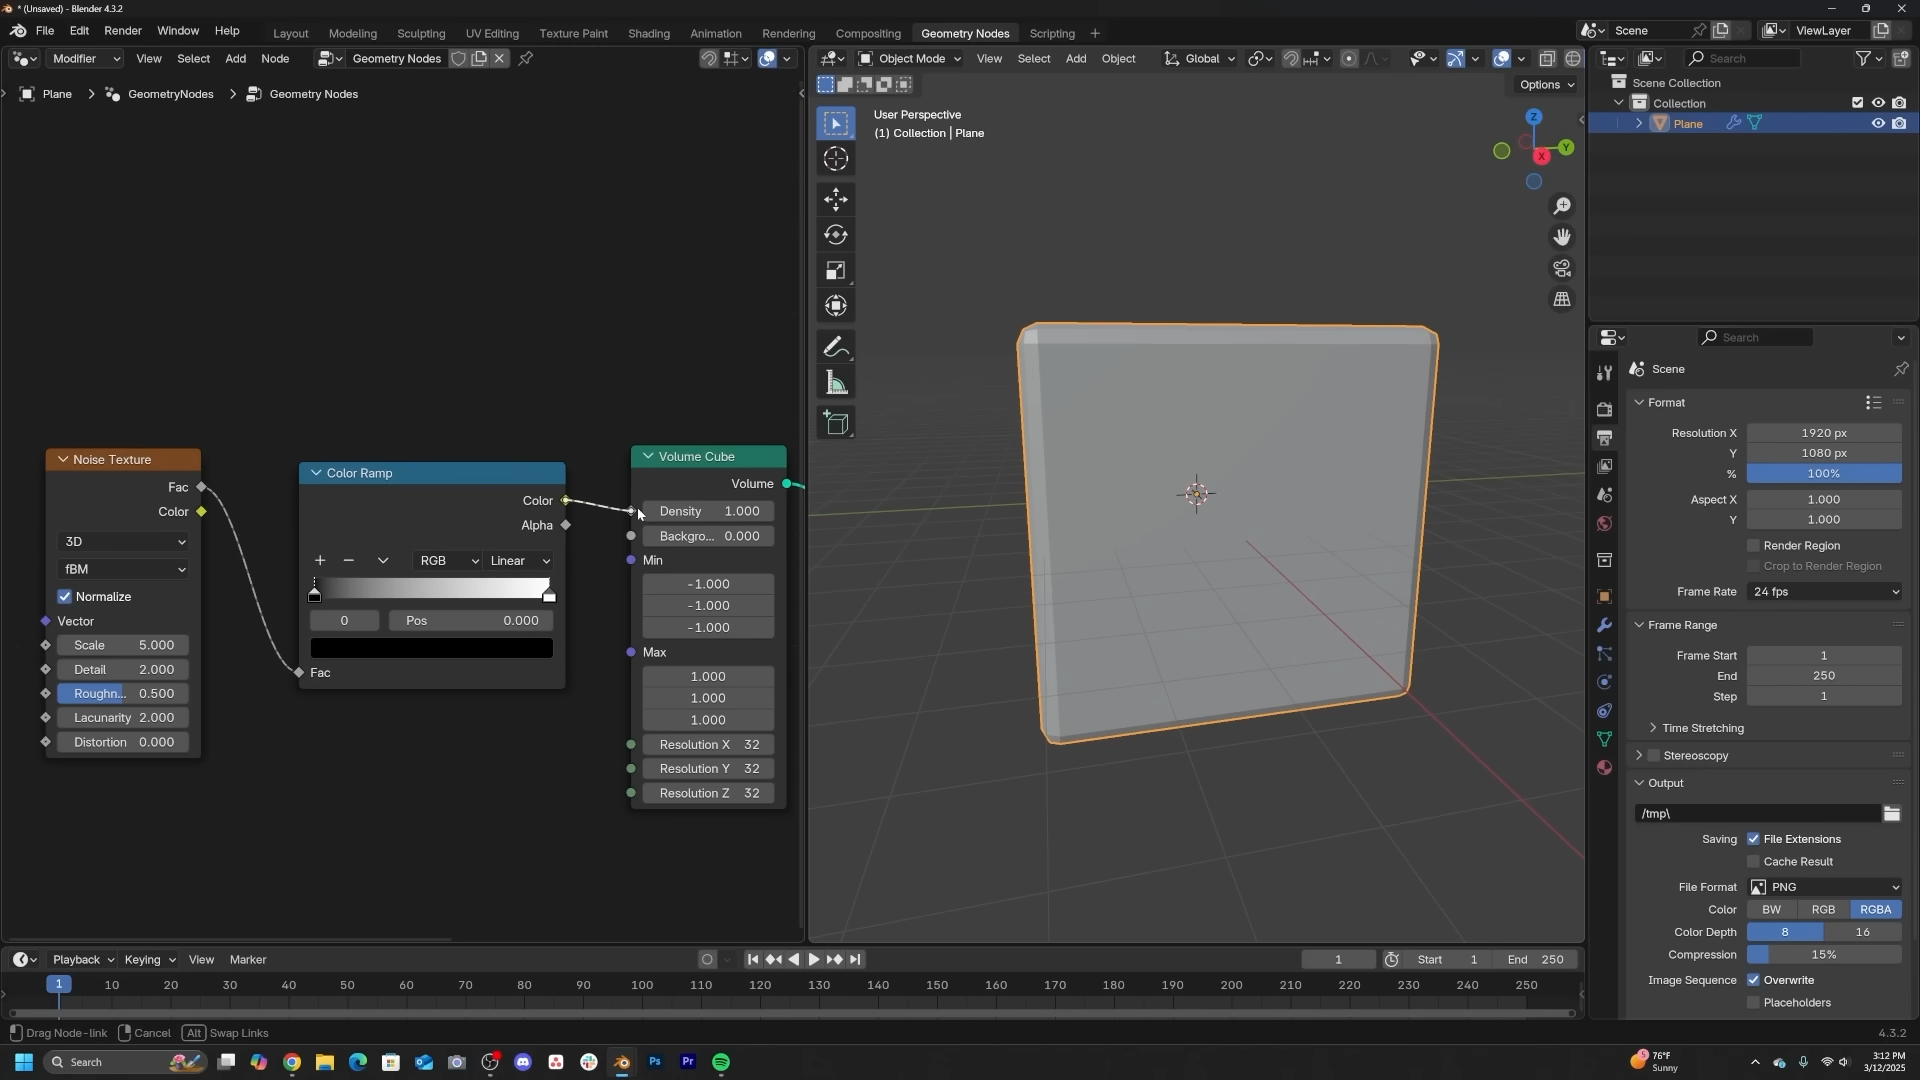 * (Unsaved) - Blender 4.3.2
File Edit Render Window Help
Layout Modeling Sculpting UV Editing Texture Paint Shading Animation Rendering Compositing Geometry Nodes Scripting +
Scene
ViewLayer
Modifier View Select Add Node
Geometry Nodes
Object Mode View Select Add Object
Global
Search
Options
Plane > GeometryNodes > Geometry Nodes
User Perspective
(1) Collection | Plane
Z
Y
X
Scene Collection
Collection
Plane
Noise Texture
Fac
Color
3D
fBM
Normalize
Vector
Scale 5.000
Detail 2.000
Roughn... 0.500
Lacunarity 2.000
Distortion 0.000
Color Ramp
Color
Alpha
RGB Linear
0 Pos 0.000
Fac
Volume Cube
Volume
Density 1.000
Backgro... 0.000
Min
-1.000
-1.000
-1.000
Max
1.000
1.000
1.000
Resolution X 32
Resolution Y 32
Resolution Z 32
Search
Scene
Format
Resolution X 1920 px
Y 1080 px
% 100%
Aspect X 1.000
Y 1.000
Render Region
Crop to Render Region
Frame Rate 24 fps
Frame Range
Frame Start 1
End 250
Step 1
Time Stretching
Stereoscopy
Output
/tmp\
Saving File Extensions
Cache Result
File Format PNG
Color BW RGB RGBA
Color Depth 8 16
Compression 15%
Image Sequence Overwrite
Placeholders
Playback Keying View Marker
1 Start 1 End 250
1 10 20 30 40 50 60 70 80 90 100 110 120 130 140 150 160 170 180 190 200 210 220 230 240 250
Drag Node-link Cancel Alt Swap Links
4.3.2
Search
Ps
Pr
5
76°F
Sunny
3:12 PM
3/12/2025